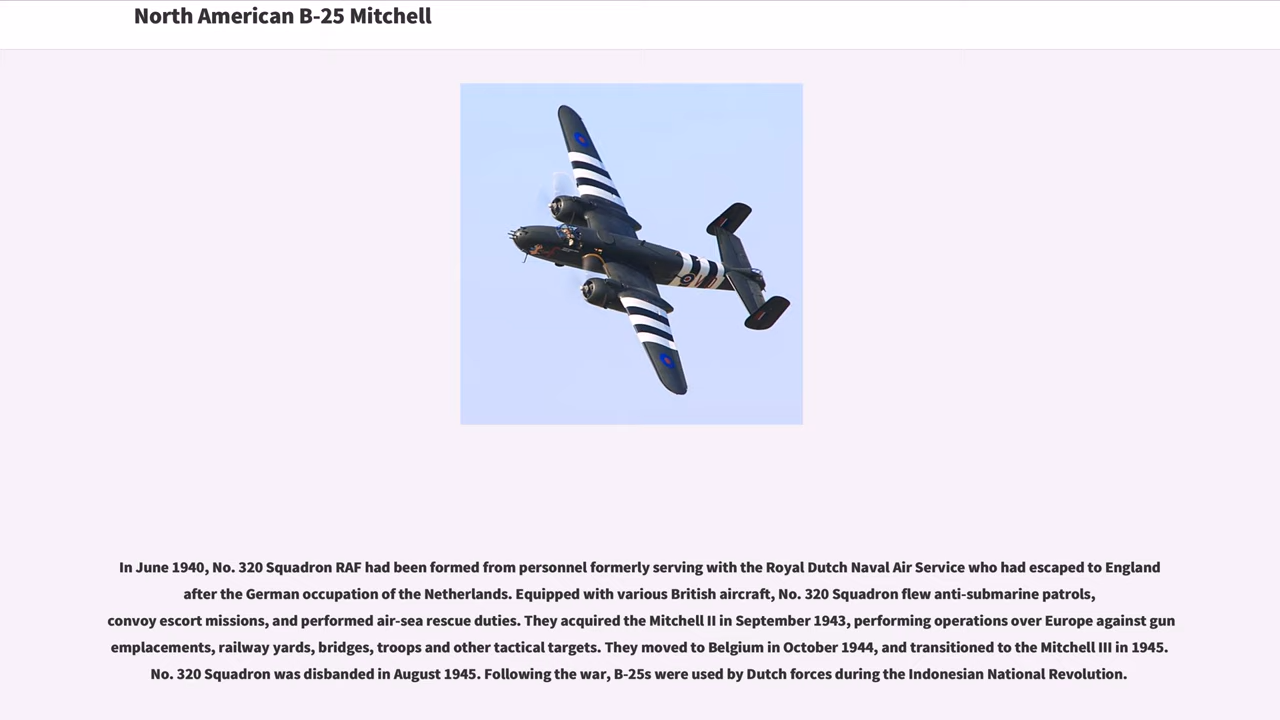 North American B-25 Mitchell
In June 1940, No. 320 Squadron RAF had been formed from personnel formerly serving with the Royal Dutch Naval Air Service who had escaped to England
after the German occupation of the Netherlands. Equipped with various British aircraft, No. 320 Squadron flew anti-submarine patrols,
convoy escort missions, and performed air-sea rescue duties. They acquired the Mitchell II in September 1943, performing operations over Europe against gun
emplacements, railway yards, bridges, troops and other tactical targets. They moved to Belgium in October 1944, and transitioned to the Mitchell III in 1945.
No. 320 Squadron was disbanded in August 1945. Following the war, B-25s were used by Dutch forces during the Indonesian National Revolution.